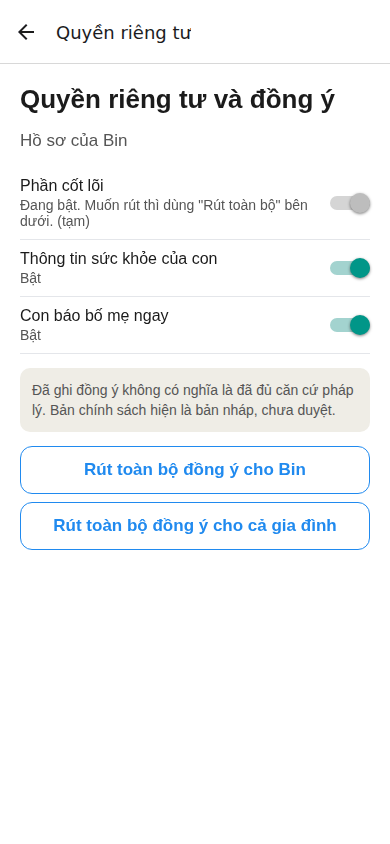 Quyền riêng tư
Quyền riêng tư và đồng ý
Hồ sơ của Bin
Phần cốt lõi
Đang bật. Muốn rút thì dùng "Rút toàn bộ" bên
dưới. (tạm)
Thông tin sức khỏe của con
Bật
Con báo bố mẹ ngay
Bật
Đã ghi đồng ý không có nghĩa là đã đủ căn cứ pháp
lý. Bản chính sách hiện là bản nháp, chưa duyệt.
Rút toàn bộ đồng ý cho Bin
Rút toàn bộ đồng ý cho cả gia đình